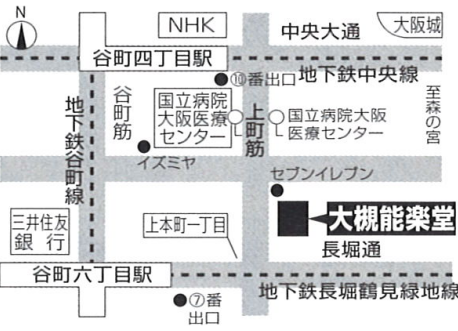 N
NHK
中央大通
大阪城
谷町四丁目駅
⑩番出口
地下鉄中央線
至森の宮
谷町筋
国立病院
大阪医療
センター
上町筋
国立病院大阪
医療センター
地下鉄谷町線
イズミヤ
セブンイレブン
三井住友
銀行
上本町一丁目
大槻能楽堂
長堀通
谷町六丁目駅
地下鉄長堀鶴見緑地線
⑦番
出口